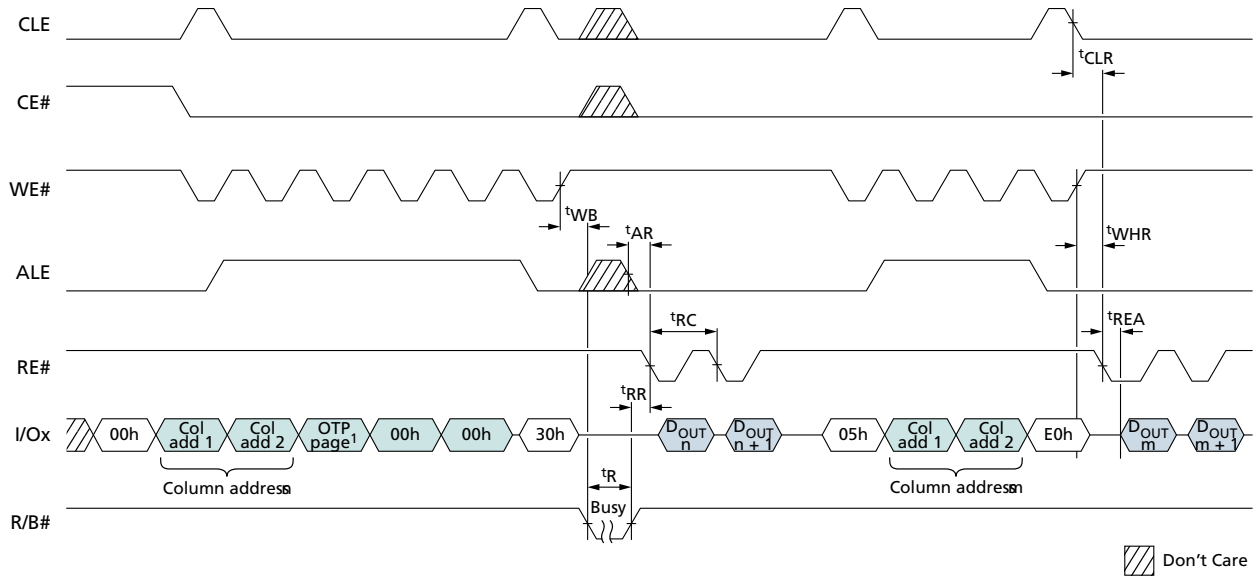 CLE
tCLR
CE#
WE#
tWB
tAR
tWHR
ALE
tRC
tREA
RE#
tRR
I/Ox
00h
Col add 1
Col add 2
OTP page1
00h
00h
30h
DOUT n
DOUT n + 1
05h
Col add 1
Col add 2
E0h
DOUT m
DOUT m + 1
Column address n
tR
Column address m
R/B#
Busy
Don't Care